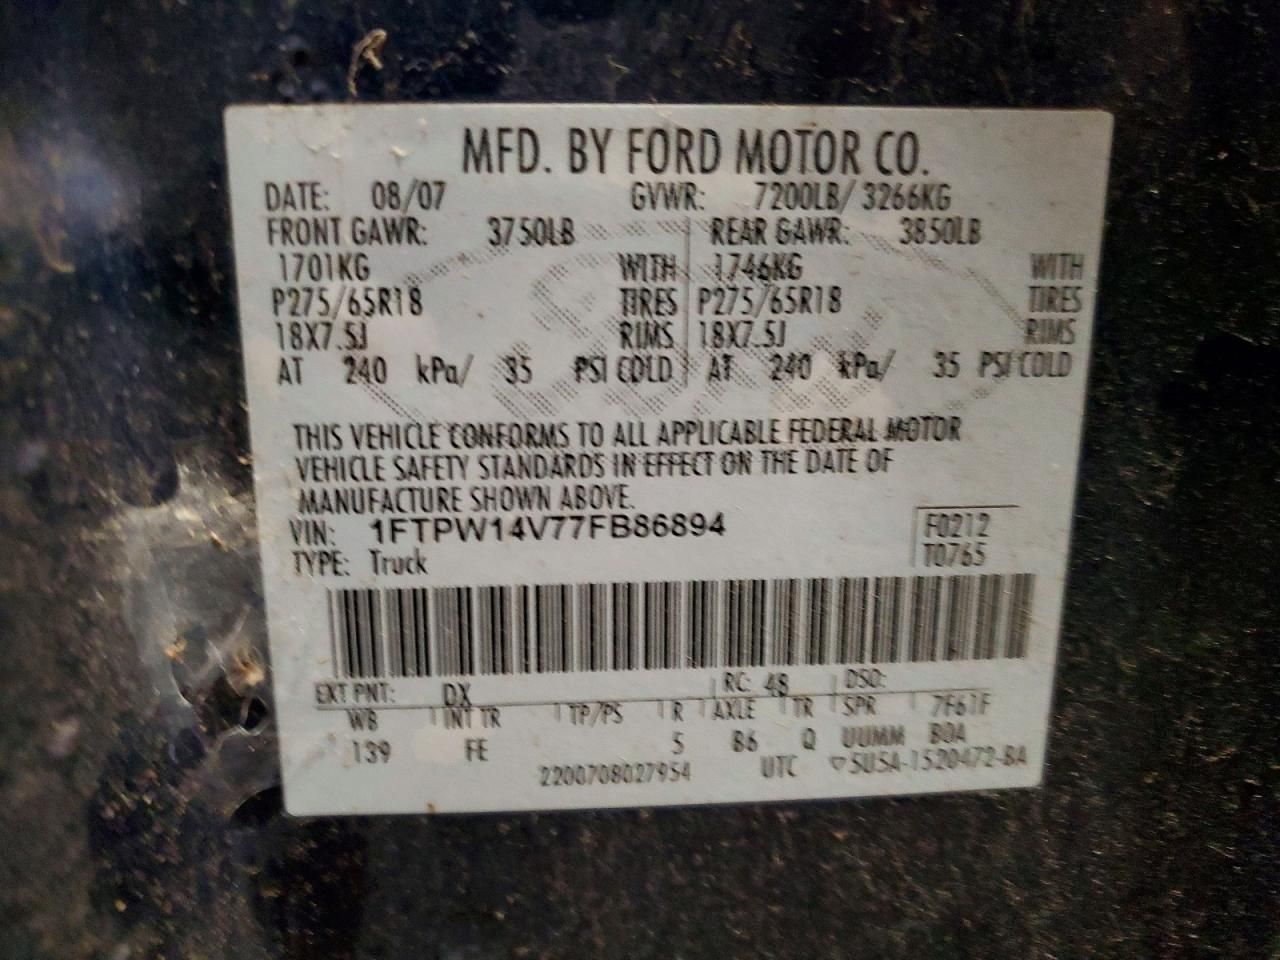 MFD. BY FORD MOTOR CO.
DATE: 08/07 GVWR: 7200LB/ 3266KG
FRONT GAWR: 3750LB REAR GAWR: 3850LB
1701KG WITH 1746KG WITH
P275/65R18 TIRES P275/65R18 TIRES
18X7.5J RIMS 18X7.5J RIMS
AT 240 kPa/ 35 PSI COLD AT 240 kPa/ 35 PSI COLD
THIS VEHICLE CONFORMS TO ALL APPLICABLE FEDERAL MOTOR
VEHICLE SAFETY STANDARDS IN EFFECT ON THE DATE OF
MANUFACTURE SHOWN ABOVE.
VIN: 1FTPW14V77FB86894 F0212
TYPE: Truck T0765
EXT PNT: DX RC: 48 DSO:
WB INT TR TP/PS R AXLE TR SPR 7F61F
139 FE 5 B6 Q UUMM BOA
2200708027954 UTC ▽5U5A-1520472-BA